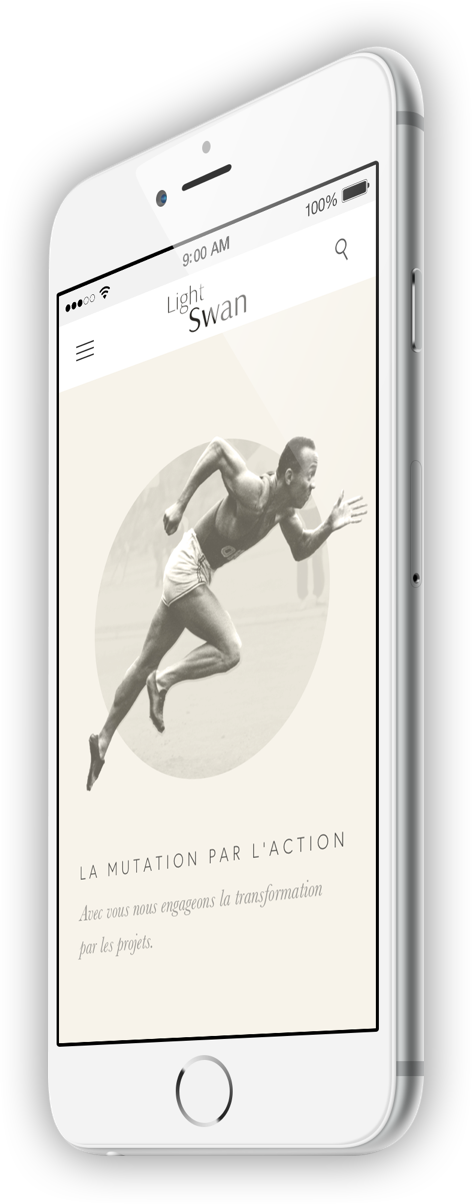 100%
9:00 AM
Light
Swan
LA MUTATION PAR L'ACTION
Avec vous nous engageons la transformation
par les projets.